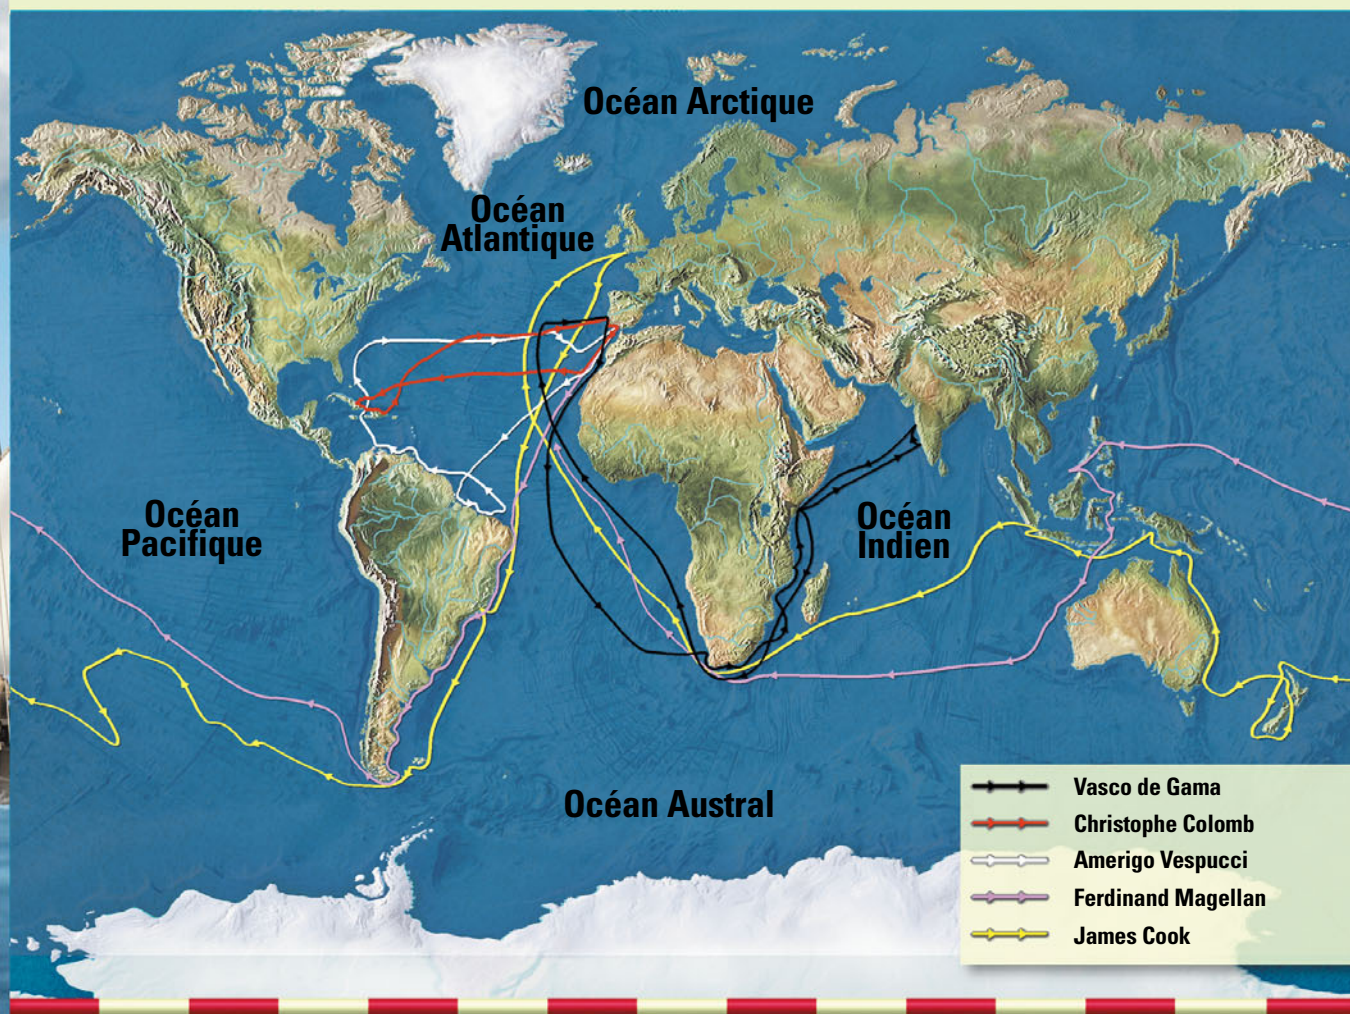 Océan Arctique
Océan
Atlantique
Océan
Pacifique
Océan
Indien
Océan Austral
Vasco de Gama
Christophe Colomb
Amerigo Vespucci
Ferdinand Magellan
James Cook